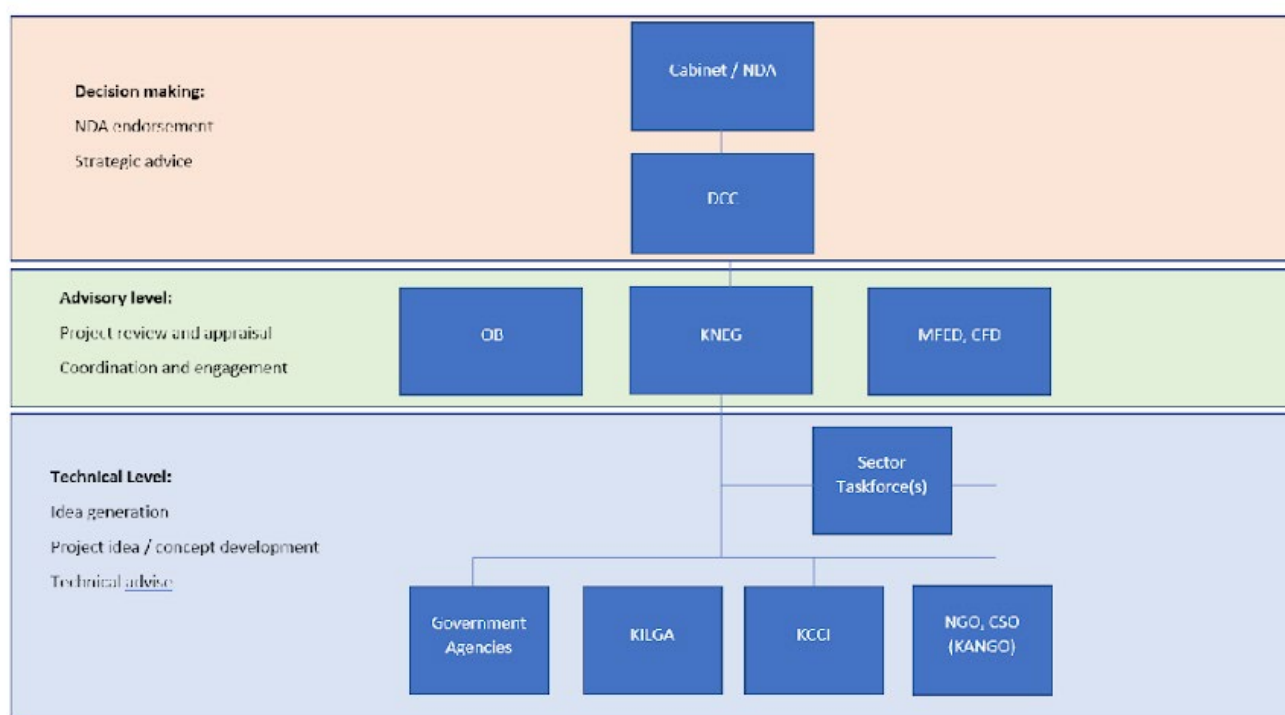 Cabinet / NDA
Decision making:
NDA endorsement
Strategic advice
DCC
Advisory level:
Project review and appraisal
Coordination and engagement
OB
KNEG
MFED, CFD
Technical Level:
Idea generation
Project idea / concept development
Technical advise
Sector
Taskforce(s)
Government
Agencies
KILGA
KCCI
NGO, CSO
(KANGO)